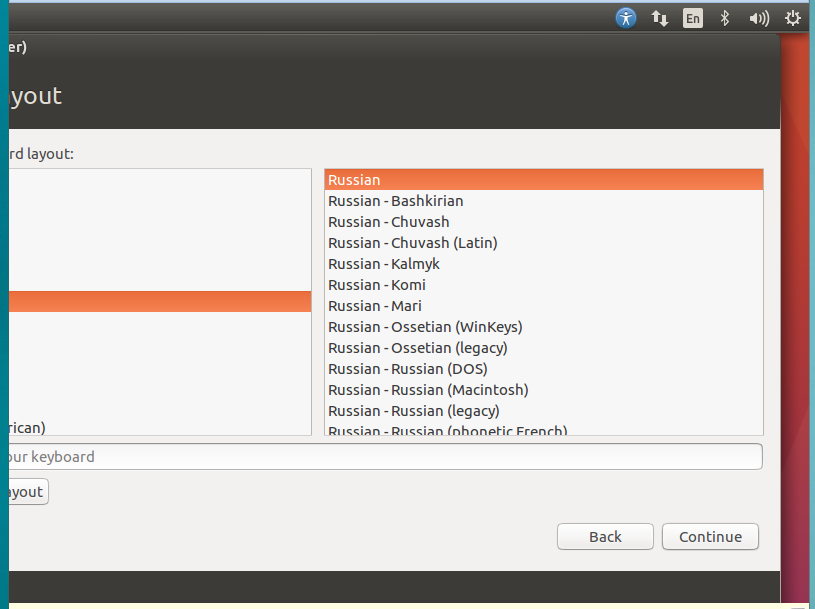 En
er)
yout
rd layout:
Russian
Russian - Bashkirian
Russian - Chuvash
Russian - Chuvash (Latin)
Russian - Kalmyk
Russian - Komi
Russian - Mari
Russian - Ossetian (WinKeys)
Russian - Ossetian (legacy)
Russian - Russian (DOS)
Russian - Russian (Macintosh)
Russian - Russian (legacy)
rican)
Russian - Russian (phonetic French)
our keyboard
ayout
Back
Continue